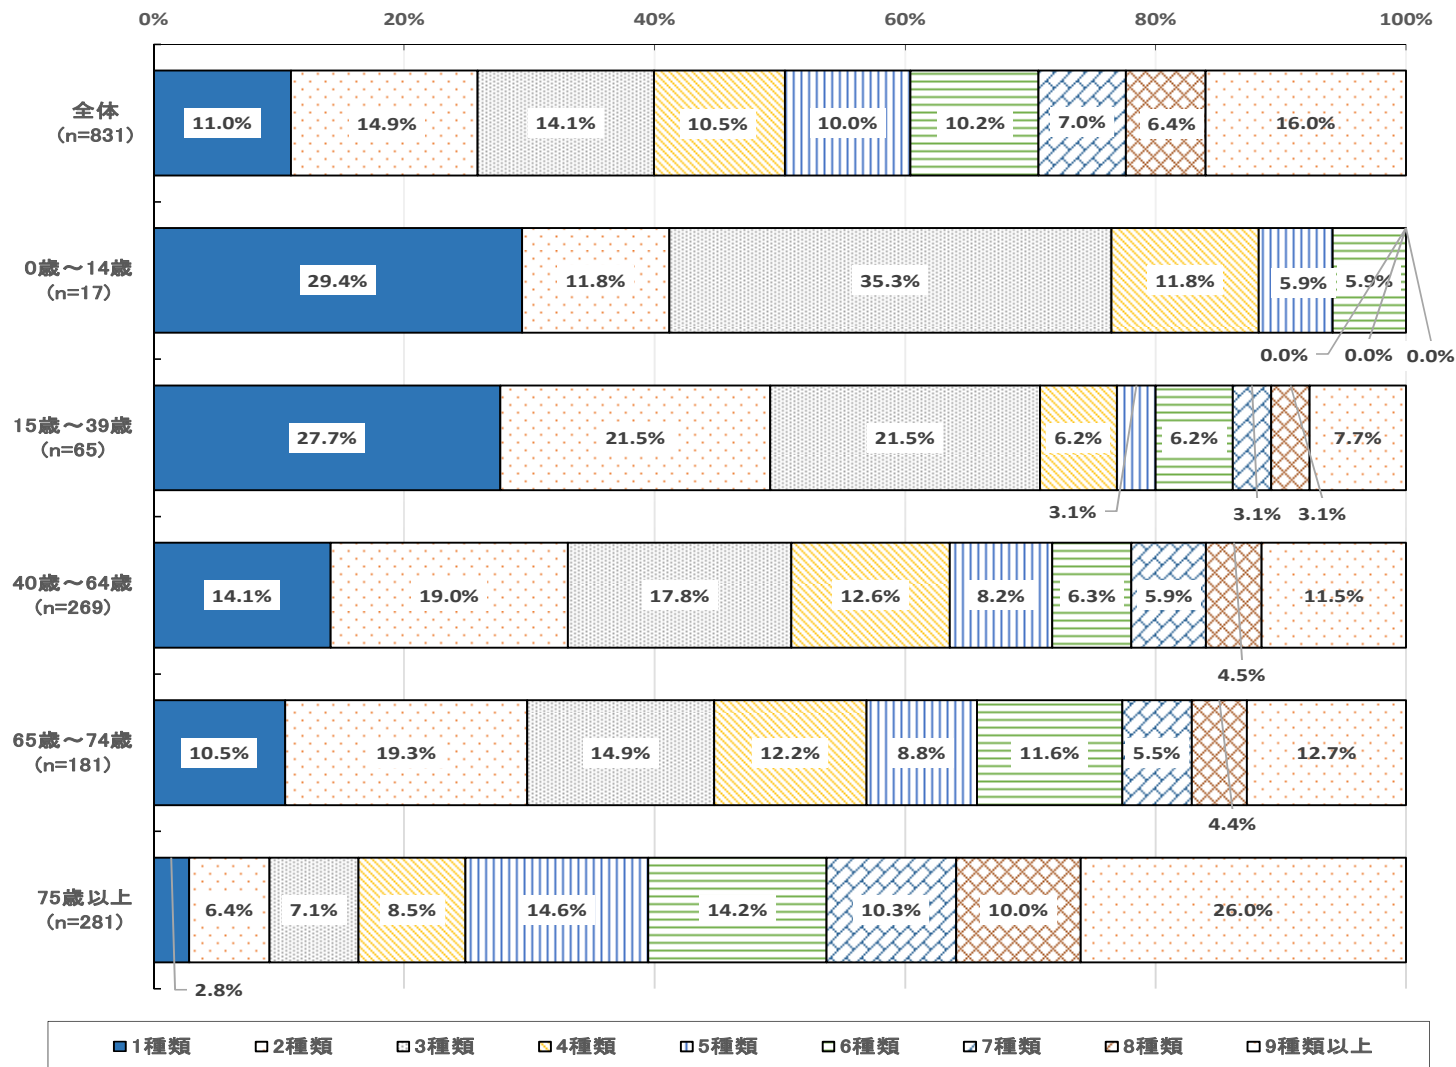 0% 20% 40% 60% 80% 100%
全体
(n=831)
11.0% 14.9% 14.1% 10.5% 10.0% 10.2% 7.0% 6.4% 16.0%
0歳～14歳
(n=17)
29.4% 11.8% 35.3% 11.8% 5.9% 5.9%
0.0% 0.0% 0.0%
15歳～39歳
(n=65)
27.7% 21.5% 21.5% 6.2% 6.2% 7.7%
3.1% 3.1% 3.1%
40歳～64歳
(n=269)
14.1% 19.0% 17.8% 12.6% 8.2% 6.3% 5.9% 11.5%
4.5%
65歳～74歳
(n=181)
10.5% 19.3% 14.9% 12.2% 8.8% 11.6% 5.5% 12.7%
4.4%
75歳以上
(n=281)
6.4% 7.1% 8.5% 14.6% 14.2% 10.3% 10.0% 26.0%
2.8%
1種類 2種類 3種類 4種類 5種類 6種類 7種類 8種類 9種類以上